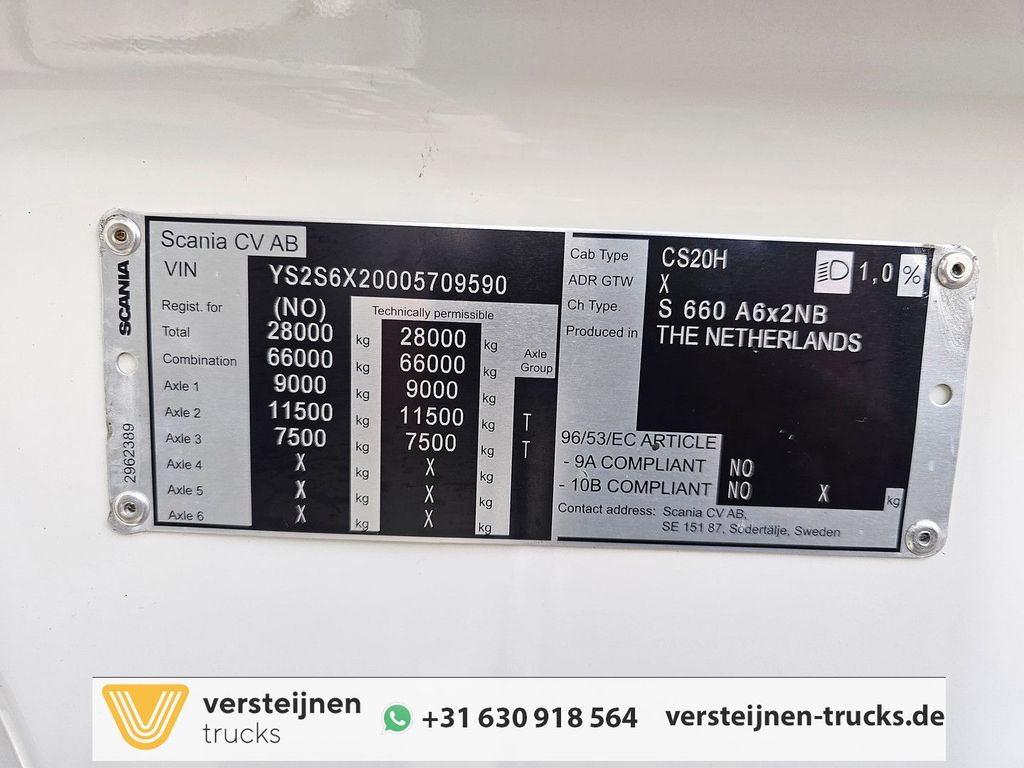 Scania CV AB
VIN YS2S6X20005709590
Regist. for (NO) Technically permissible
Total 28000 kg 28000 kg
Combination 66000 kg 66000 kg Axle Group
Axle 1 9000 kg 9000 kg
Axle 2 11500 kg 11500 kg T
Axle 3 7500 kg 7500 kg T
Axle 4 X kg X kg
Axle 5 X kg X kg
Axle 6 X kg X kg
SCANIA
2962389
Cab Type CS20H 1,0 %
ADR GTW X
Ch Type. S 660 A6x2NB
Produced in THE NETHERLANDS
96/53/EC ARTICLE
- 9A COMPLIANT NO
- 10B COMPLIANT NO X kg
Contact address: Scania CV AB,
SE 151 87, Södertälje, Sweden
versteijnen
trucks
+31 630 918 564
versteijnen-trucks.de